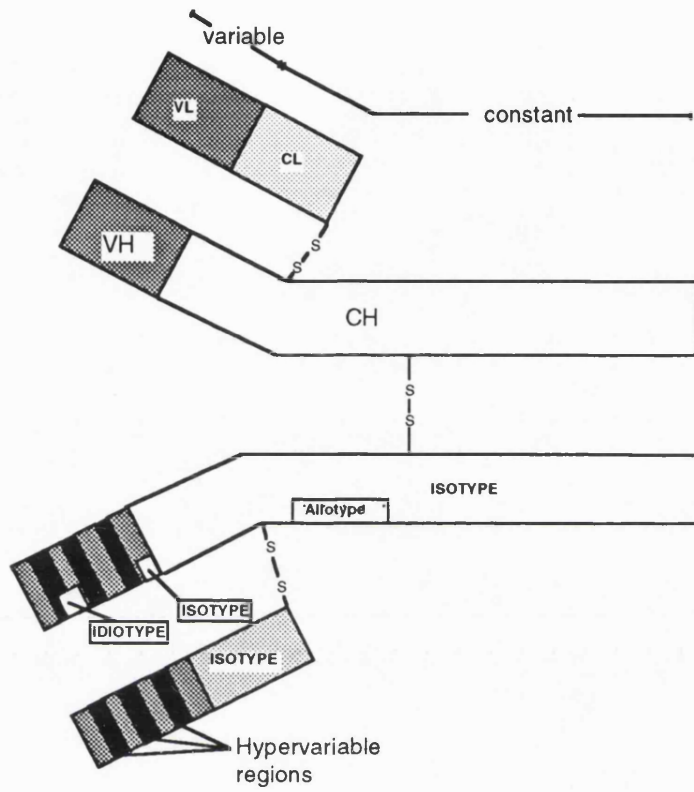 variable
constant
VL
CL
VH
S
S
CH
S
S
ISOTYPE
Allotype
S
S
ISOTYPE
IDIOTYPE
ISOTYPE
Hypervariable
regions